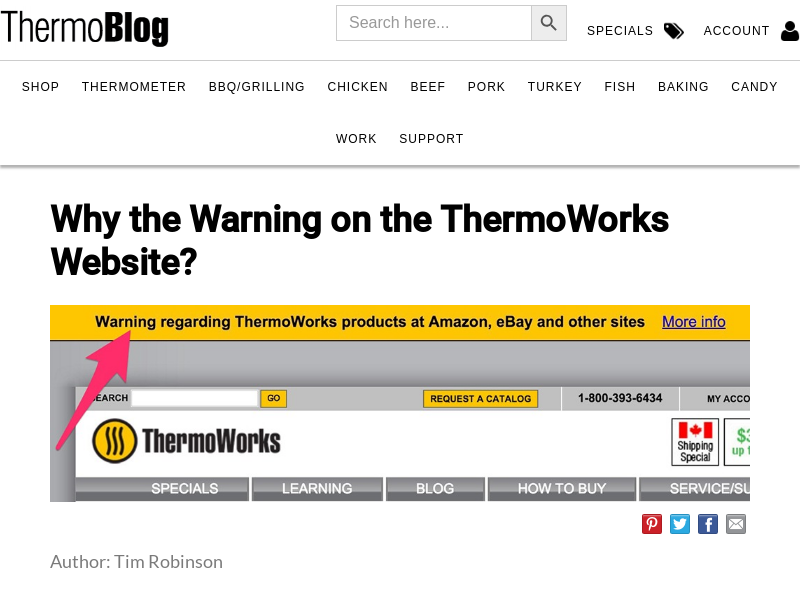 ThermoBlog
Search here...
SPECIALS
ACCOUNT
SHOP THERMOMETER BBQ/GRILLING CHICKEN BEEF PORK TURKEY FISH BAKING CANDY
WORK SUPPORT
Why the Warning on the ThermoWorks
Website?
Warning regarding ThermoWorks products at Amazon, eBay and other sites More info
SEARCH GO REQUEST A CATALOG 1-800-393-6434 MY ACCO
ThermoWorks
Shipping
Special
$3
up t
SPECIALS LEARNING BLOG HOW TO BUY SERVICE/SU
Author: Tim Robinson